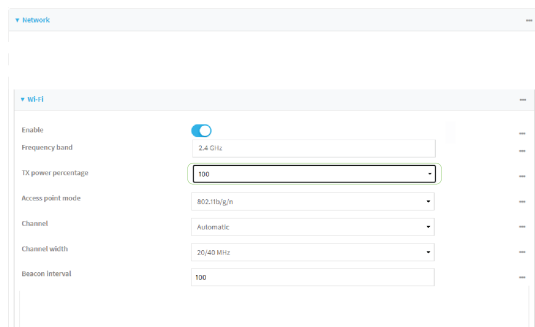 Network
Wi-Fi
Enable
Frequency band 2.4 GHz
TX power percentage 100
Access point mode 802.11b/g/n
Channel Automatic
Channel width 20/40 MHz
Beacon interval 100